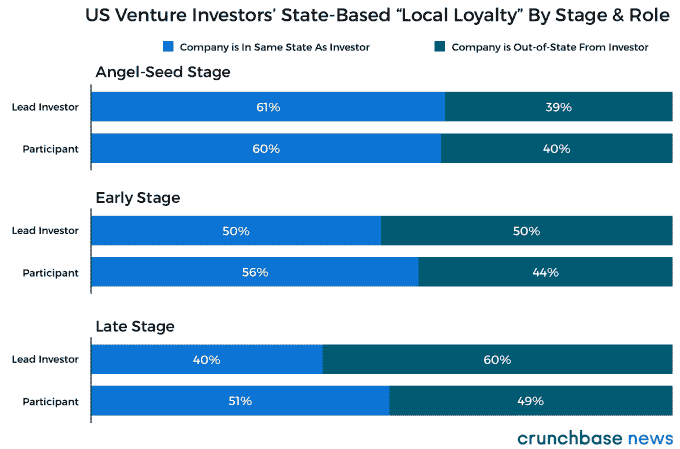 US Venture Investors' State-Based “Local Loyalty” By Stage & Role
Company is In Same State As Investor
Company is Out-of-State From Investor
Angel-Seed Stage
Lead Investor
61%
39%
Participant
60%
40%
Early Stage
Lead Investor
50%
50%
Participant
56%
44%
Late Stage
Lead Investor
40%
60%
Participant
51%
49%
crunchbase news